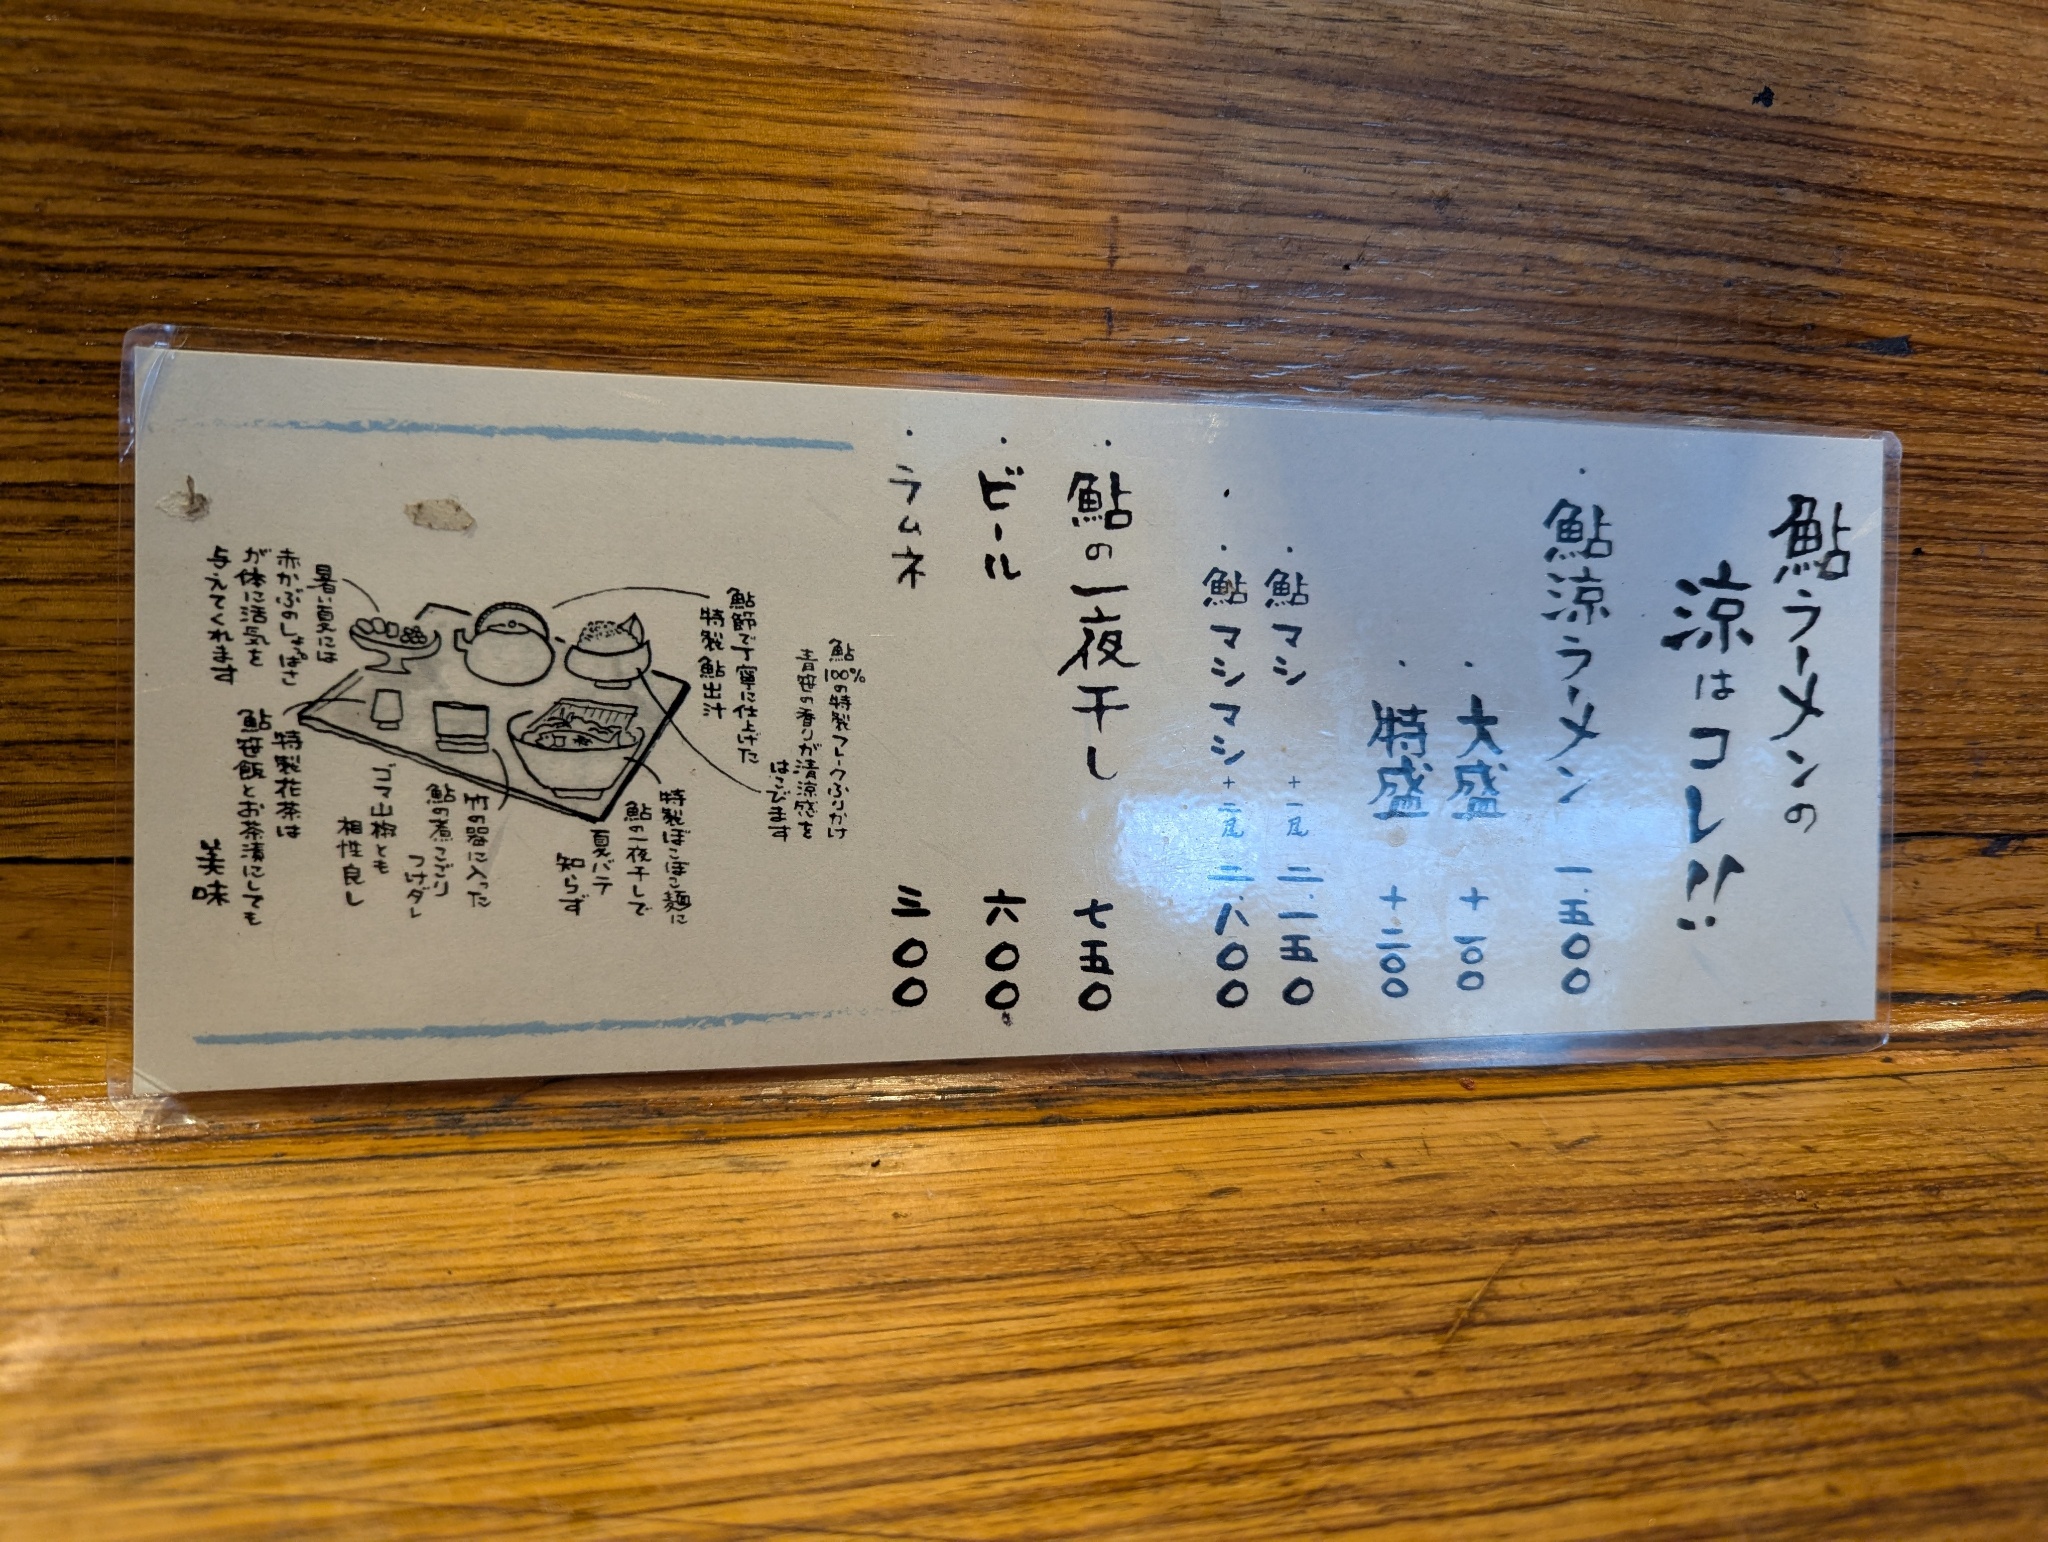 鮎ラーメンの
涼はコレ!!
・鮎涼ラーメン 一、五〇〇
・大盛 +一〇〇
・特盛 +二〇〇
・鮎マシ +一尾 二、一五〇
・鮎マシマシ +二尾 二、八〇〇
・鮎の一夜干し 七五〇
・ビール 六〇〇
・ラムネ 三〇〇
鮎100%の特製フレークふりかけ
青笹の香りが清涼感を
はこびます
鮎節で丁寧に仕上げた
特製鮎出汁
特製ぼこぼこ麺に
鮎の一夜干しで
夏バテ
知らず
竹の器に入った
鮎の煮こごり
つけダレ
ゴマ山椒とも
相性良し
暑い夏には
赤かぶのしょっぱさ
が体に活気を
与えてくれます
特製花茶は
鮎笹飯とお茶漬にしても
美味